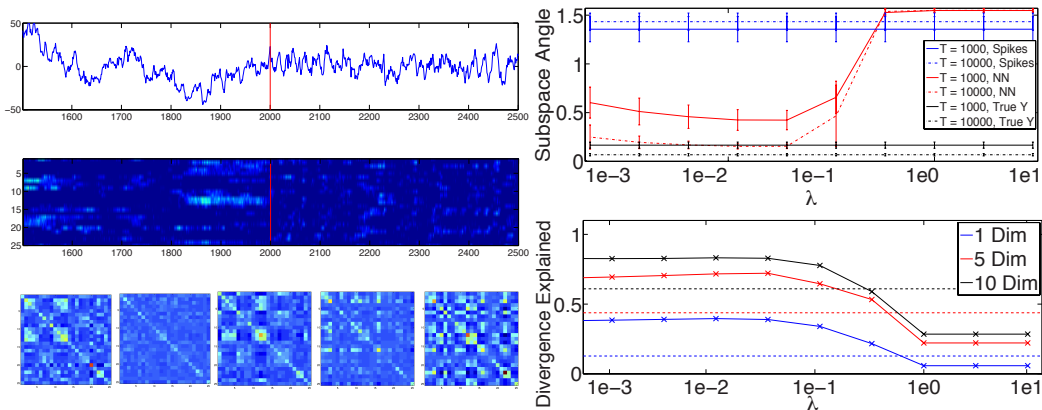 50
0
−50
1600 1700 1800 1900 2000 2100 2200 2300 2400 2500
5
10
15
20
25
1600 1700 1800 1900 2000 2100 2200 2300 2400 2500
Subspace Angle
1.5
1
0.5
0
T = 1000, Spikes
T = 10000, Spikes
T = 1000, NN
T = 10000, NN
T = 1000, True Y
T = 10000, True Y
1e−3 1e−2 1e−1 1e0 1e1
λ
Divergence Explained
1
0.5
0
1 Dim
5 Dim
10 Dim
1e−3 1e−2 1e−1 1e0 1e1
λ